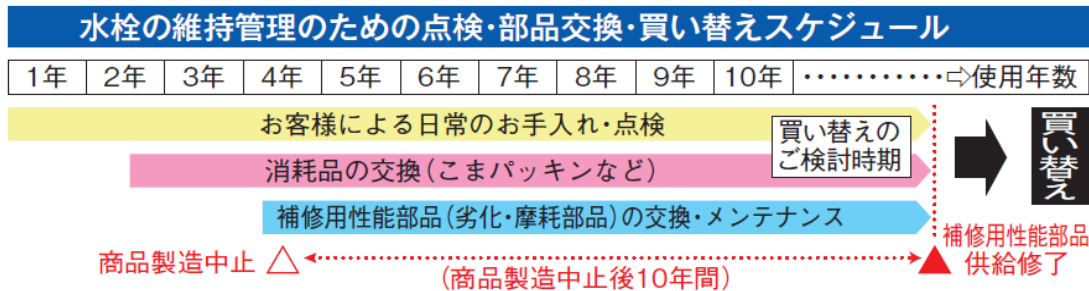 水栓の維持管理のための点検・部品交換・買い替えスケジュール
1年 2年 3年 4年 5年 6年 7年 8年 9年 10年 ‥‥‥‥‥⇨使用年数
お客様による日常のお手入れ・点検
買い替えの
ご検討時期
消耗品の交換(こまパッキンなど)
補修用性能部品(劣化・摩耗部品)の交換・メンテナンス
買い替え
商品製造中止
(商品製造中止後10年間)
補修用性能部品
供給修了